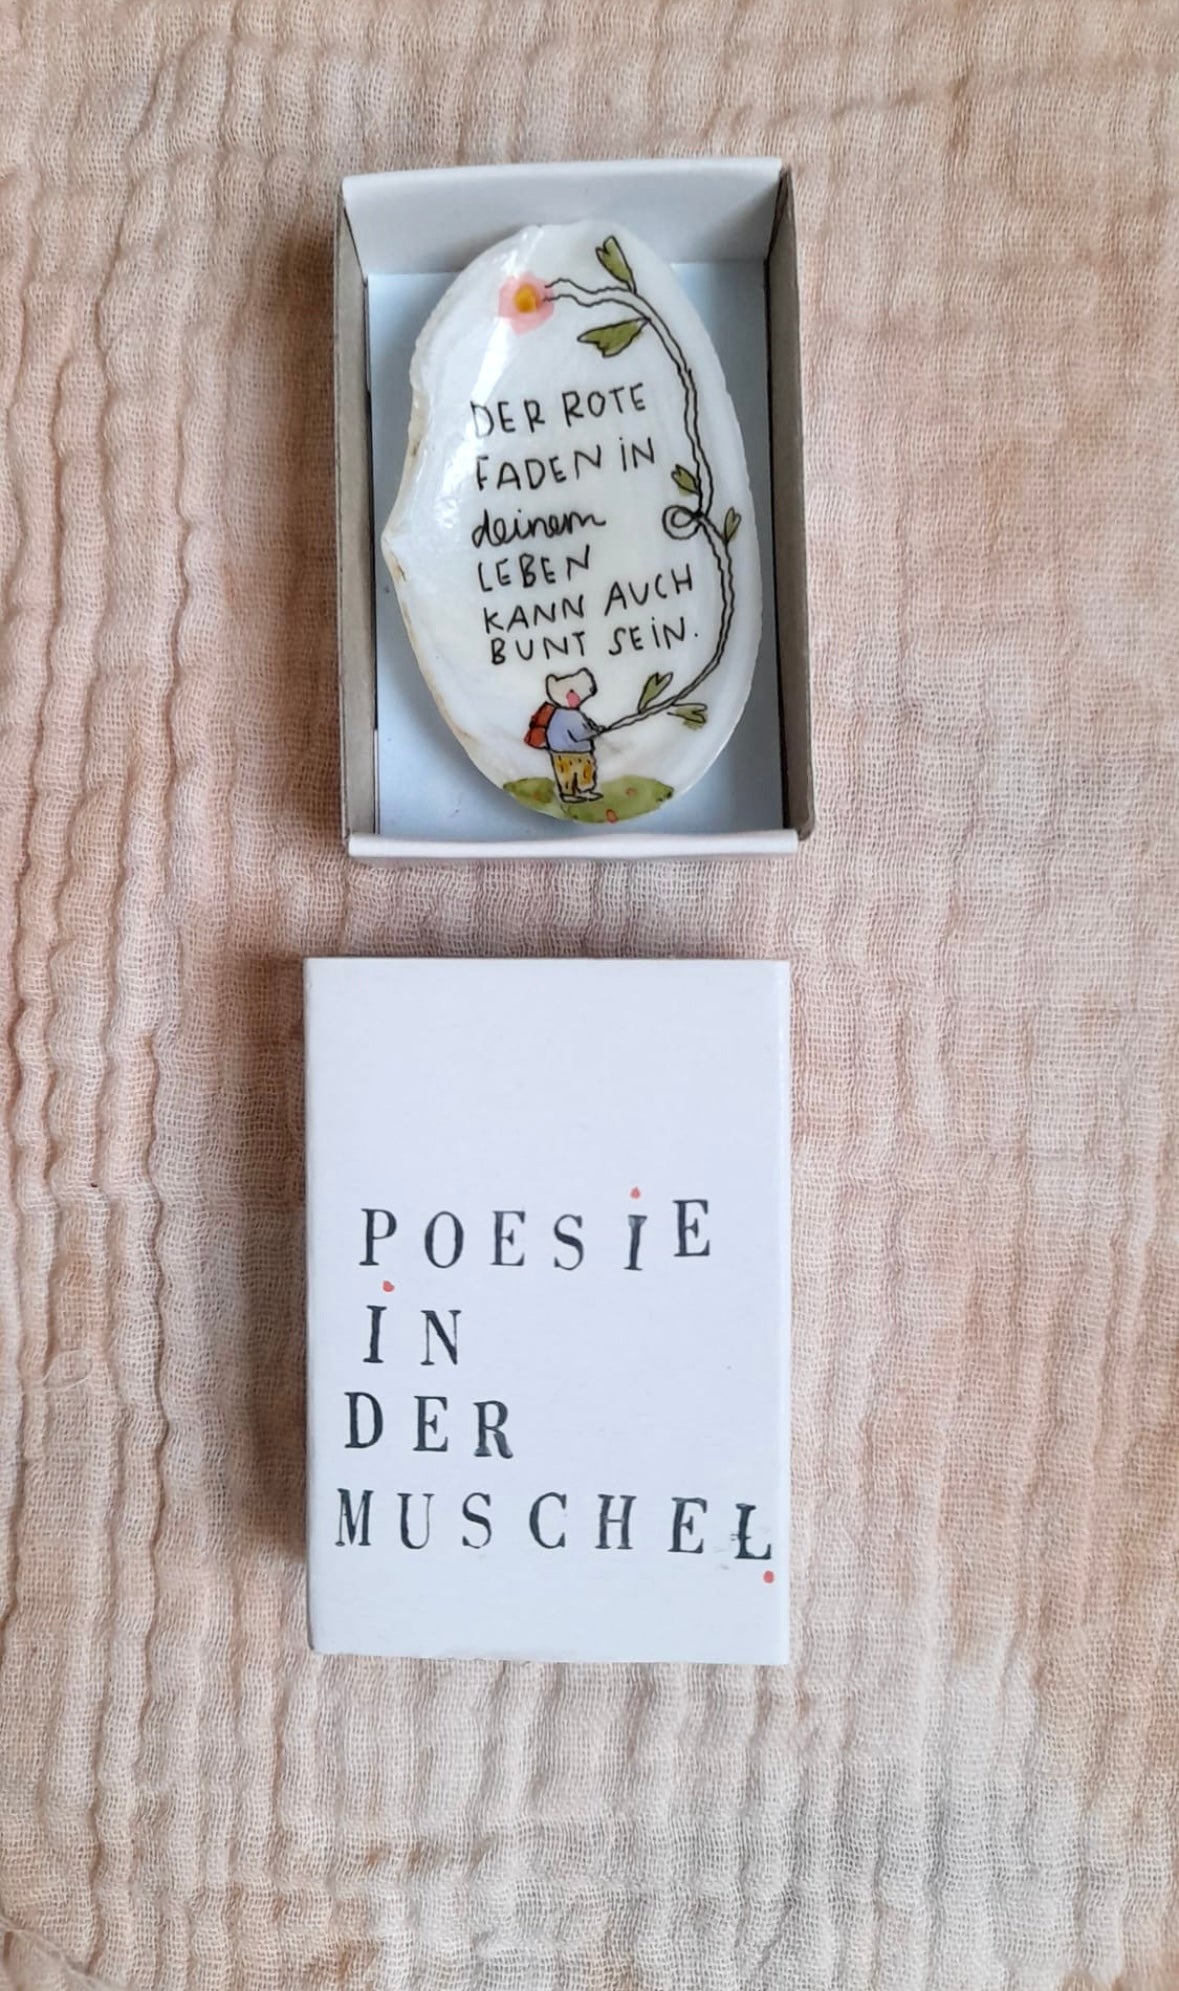 DER ROTE
FADEN iN
deinem
LEBEN
KANN AUCH
BUNT SEiN.
POESiE
iN
DER
MUSCHEL.